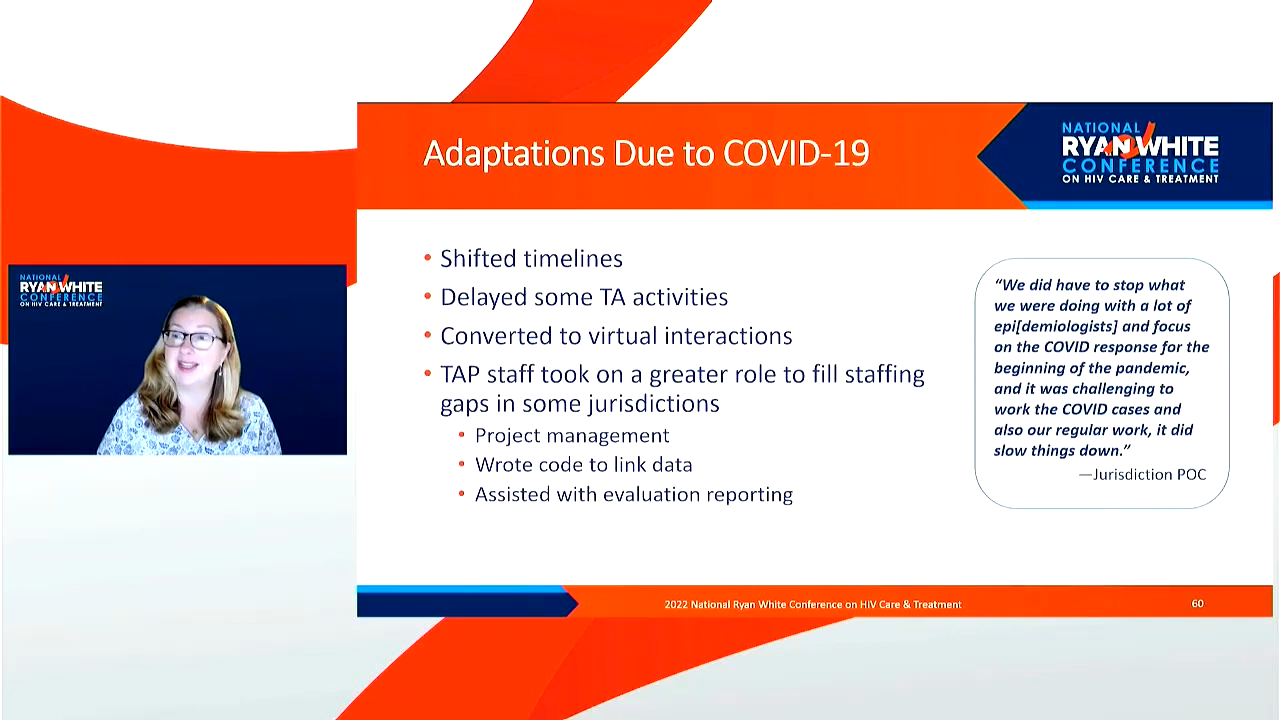 Adaptations Due to COVID-19
NATIONAL
RYAN WHITE
CONFERENCE
ON HIV CARE & TREATMENT
NATIONAL
RYAN WHITE
CONFERENCE
ON HIV CARE & TREATMENT
• Shifted timelines
• Delayed some TA activities
• Converted to virtual interactions
• TAP staff took on a greater role to fill staffing
gaps in some jurisdictions
• Project management
• Wrote code to link data
• Assisted with evaluation reporting
“We did have to stop what
we were doing with a lot of
epi[demiologists] and focus
on the COVID response for the
beginning of the pandemic,
and it was challenging to
work the COVID cases and
also our regular work, it did
slow things down.”
—Jurisdiction POC
2022 National Ryan White Conference on HIV Care & Treatment
60